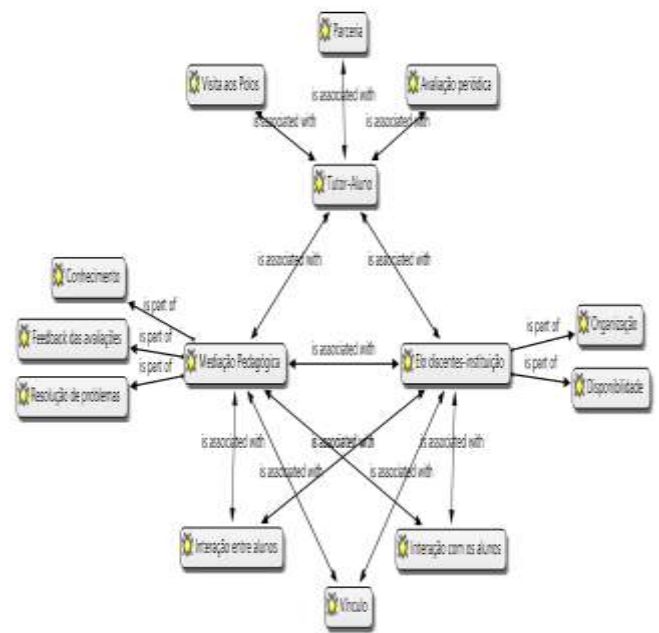 Parceria
Visita aos Polos
is associated with
Avaliação periódica
is associated with
is associated with
Tutor-Aluno
is associated with
is associated with
Conhecimento
is part of
Organização
is part of
Feedback das avaliações
is part of
Mediação Pedagógica
is associated with
Elo discentes-instituição
is part of
Disponibilidade
is part of
Resolução de problemas
is associated with
is associated with
is associated with
is associated with
is associated with
is associated with
Interação entre alunos
Interação com os alunos
Vínculo